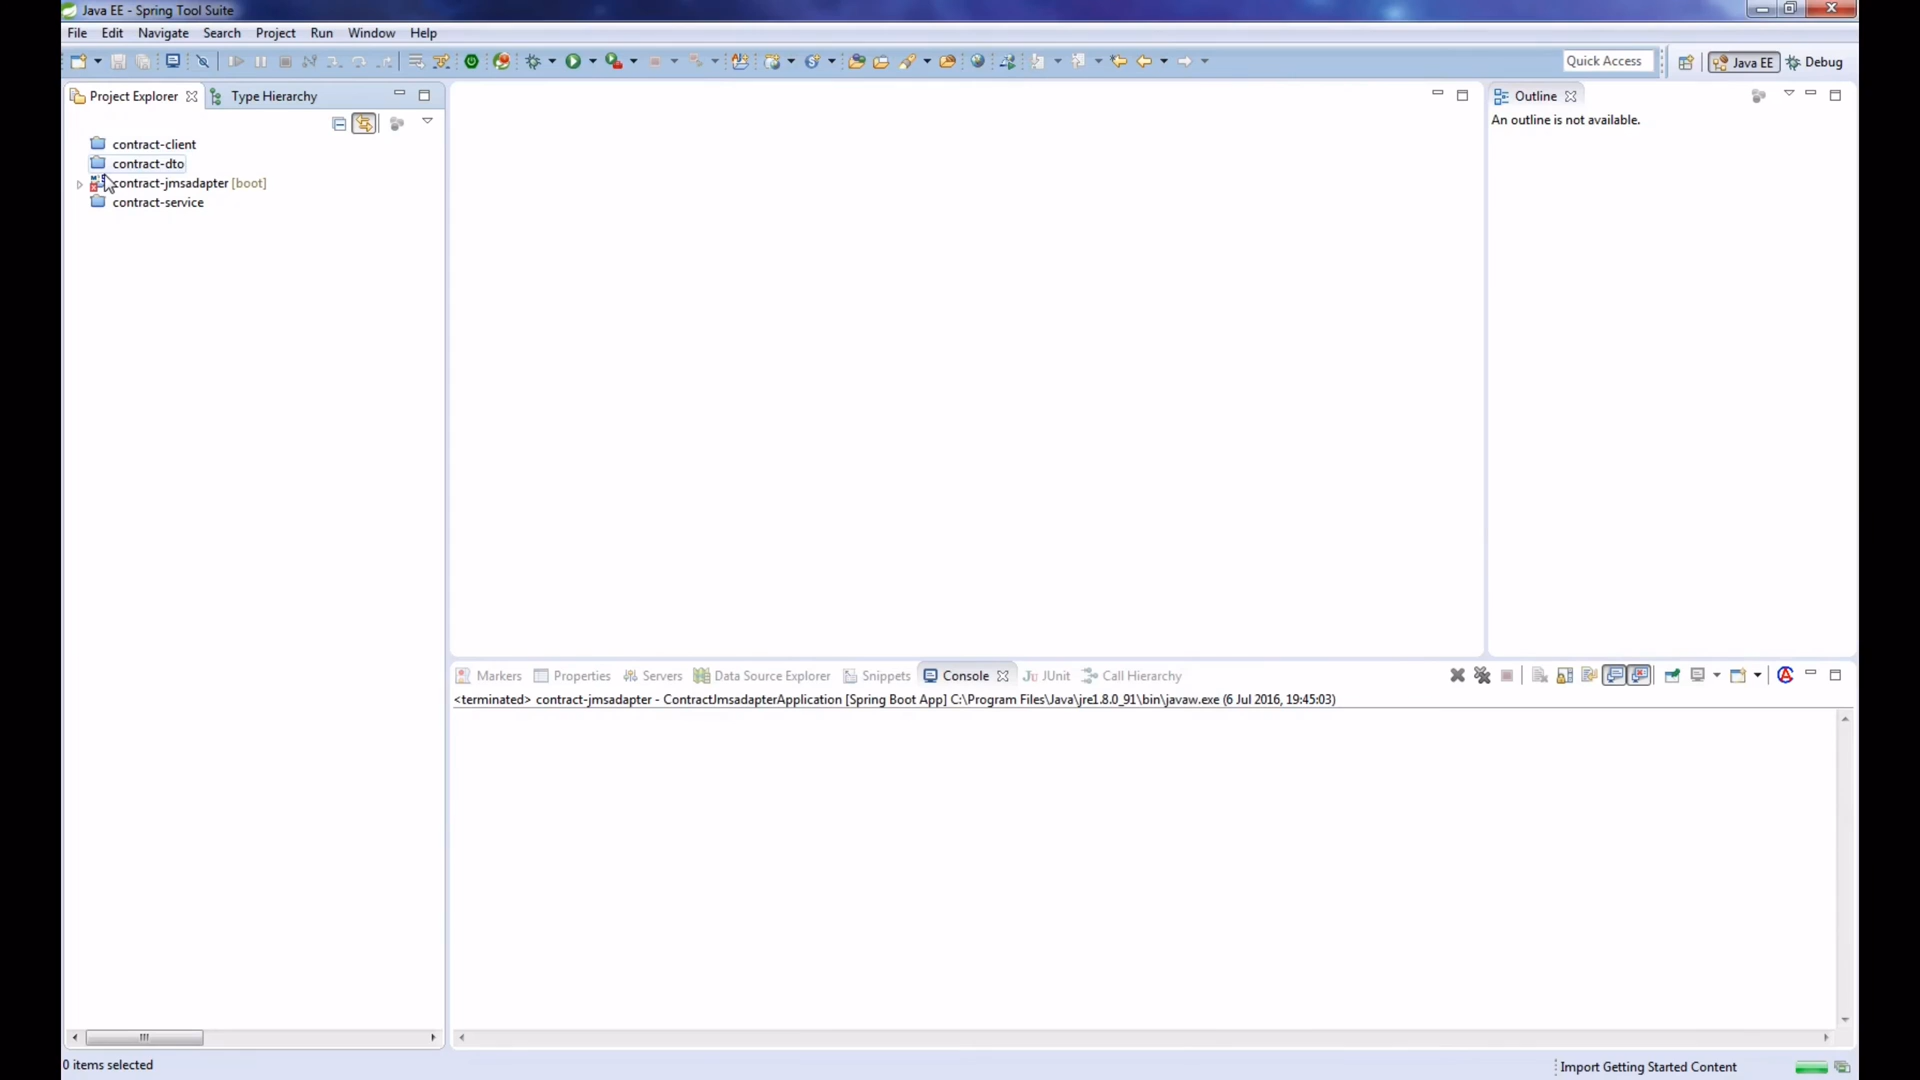 Java EE - Spring Tool Suite
File Edit Navigate Search Project Run Window Help
Quick Access
Java EE
Debug
Project Explorer
Type Hierarchy
contract-client
contract-dto
contract-jmsadapter [boot]
contract-service
Outline
An outline is not available.
Markers Properties Servers Data Source Explorer Snippets Console JUnit Call Hierarchy
<terminated> contract-jmsadapter - ContractJmsadapterApplication [Spring Boot App] C:\Program Files\Java\jre1.8.0_91\bin\javaw.exe (6 Jul 2016, 19:45:03)
0 items selected
Import Getting Started Content